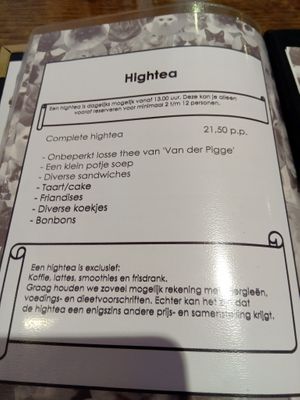 Hightea
Een hightea is dagelijks mogelijk vanaf 13.00 uur. Deze kan je alleen
vooraf reserveren voor minimaal 2 t/m 12 personen.
Complete hightea 21,50 p.p.
- Onbeperkt losse thee van 'Van der Pigge'
- Een klein potje soep
- Diverse sandwiches
- Taart/cake
- Friandises
- Diverse koekjes
- Bonbons
Een hightea is exclusief:
Koffie, lattes, smoothies en frisdrank.
Graag houden we zoveel mogelijk rekening met allergieën,
voedings- en dieetvoorschriften. Echter kan het zijn dat
de hightea een enigszins andere prijs- en samenstelling krijgt.